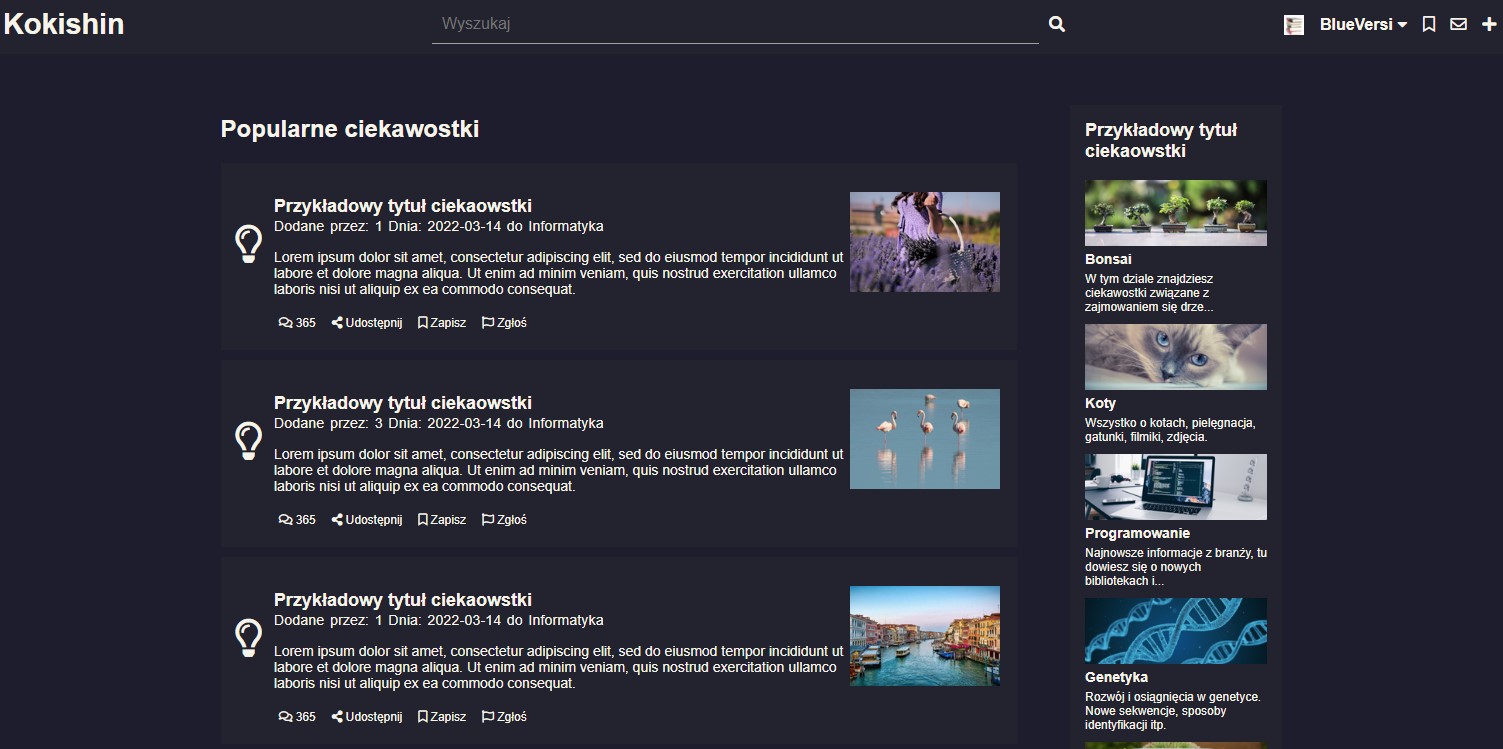 Kokishin
Wyszukaj
BlueVersi
Popularne ciekawostki
Przykładowy tytuł ciekaowstki
Dodane przez: 1 Dnia: 2022-03-14 do Informatyka
Lorem ipsum dolor sit amet, consectetur adipiscing elit, sed do eiusmod tempor incididunt ut
labore et dolore magna aliqua. Ut enim ad minim veniam, quis nostrud exercitation ullamco
laboris nisi ut aliquip ex ea commodo consequat.
365 Udostępnij Zapisz Zgłoś
Przykładowy tytuł ciekaowstki
Dodane przez: 3 Dnia: 2022-03-14 do Informatyka
Lorem ipsum dolor sit amet, consectetur adipiscing elit, sed do eiusmod tempor incididunt ut
labore et dolore magna aliqua. Ut enim ad minim veniam, quis nostrud exercitation ullamco
laboris nisi ut aliquip ex ea commodo consequat.
365 Udostępnij Zapisz Zgłoś
Przykładowy tytuł ciekaowstki
Dodane przez: 1 Dnia: 2022-03-14 do Informatyka
Lorem ipsum dolor sit amet, consectetur adipiscing elit, sed do eiusmod tempor incididunt ut
labore et dolore magna aliqua. Ut enim ad minim veniam, quis nostrud exercitation ullamco
laboris nisi ut aliquip ex ea commodo consequat.
365 Udostępnij Zapisz Zgłoś
Przykładowy tytuł
ciekaowstki
Bonsai
W tym dziale znajdziesz
ciekawostki związane z
zajmowaniem się drze...
Koty
Wszystko o kotach, pielęgnacja,
gatunki, filmiki, zdjęcia.
Programowanie
Najnowsze informacje z branży, tu
dowiesz się o nowych
bibliotekach i...
Genetyka
Rozwój i osiągnięcia w genetyce.
Nowe sekwencje, sposoby
identyfikacji itp.